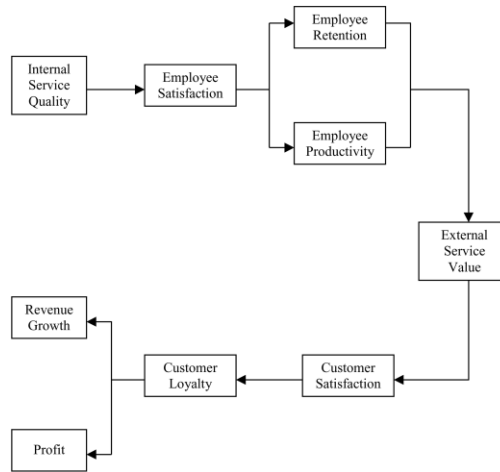 Internal
Service
Quality
Employee
Satisfaction
Employee
Retention
Employee
Productivity
External
Service
Value
Customer
Satisfaction
Customer
Loyalty
Revenue
Growth
Profit